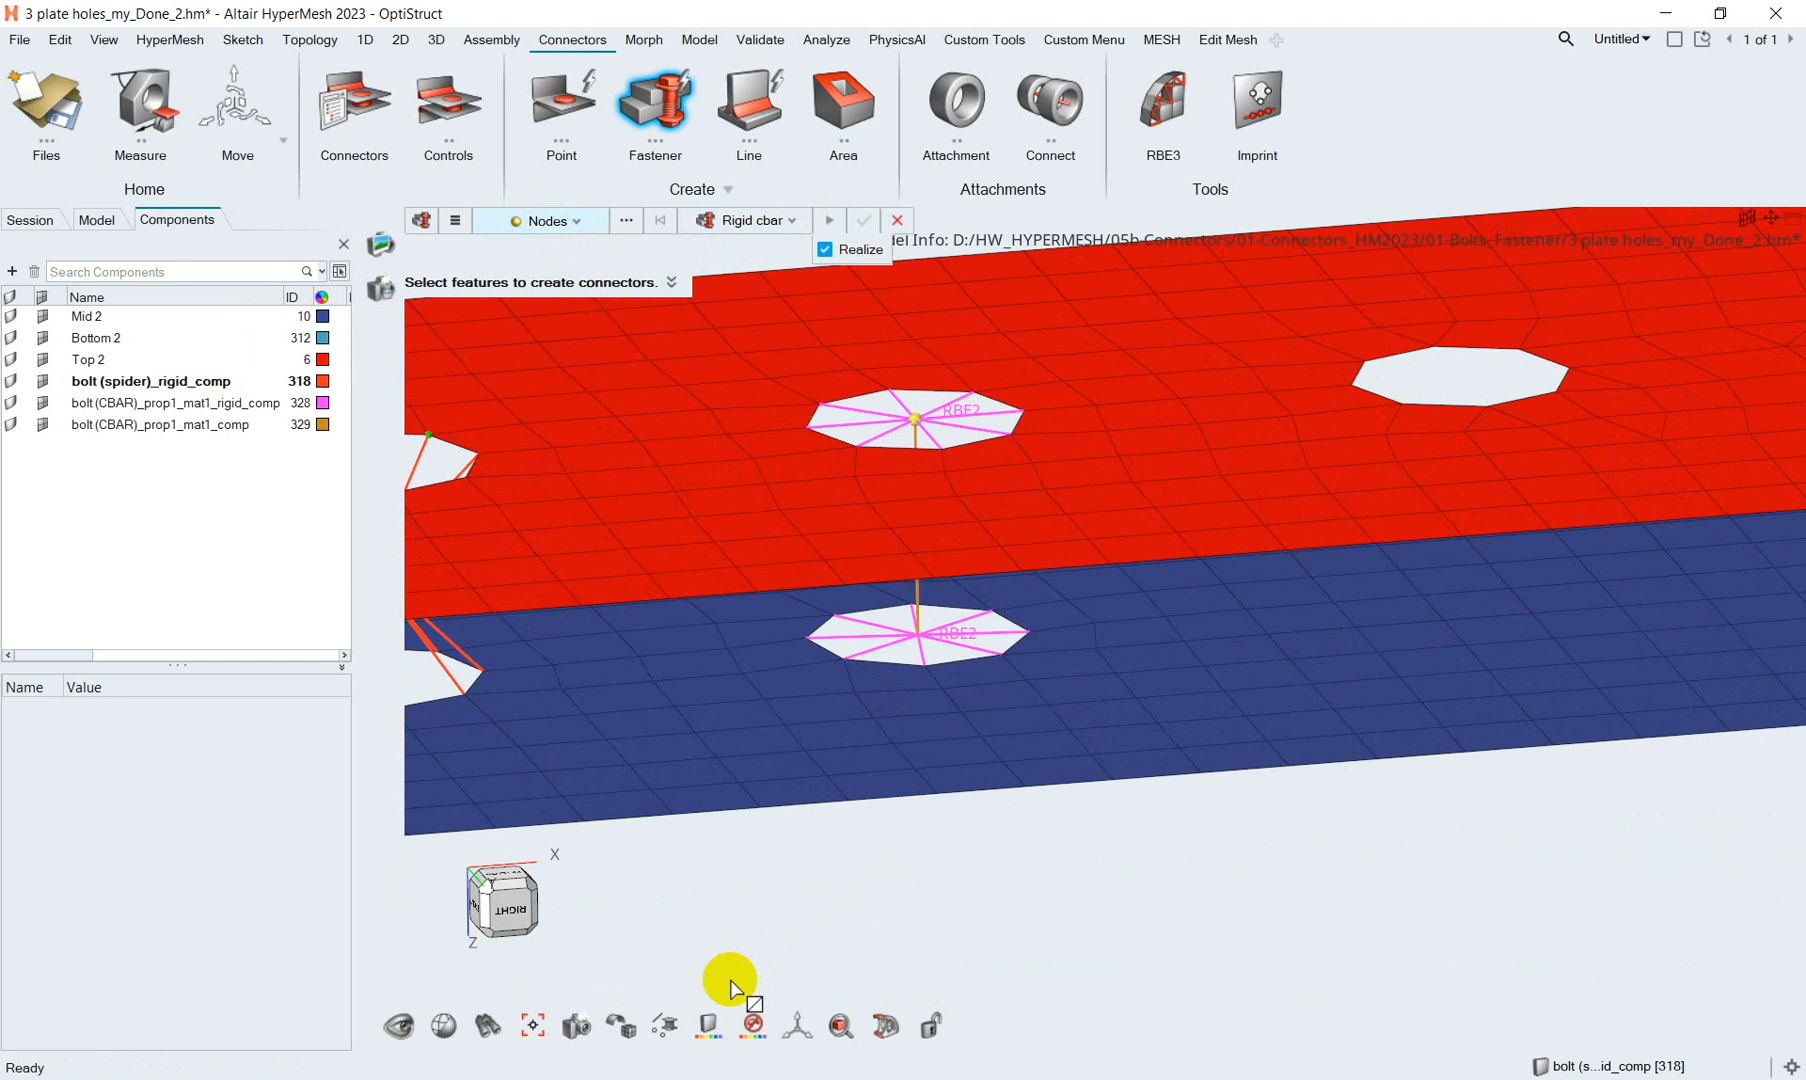 3 plate holes_my_Done_2.hm* - Altair HyperMesh 2023 - OptiStruct
File Edit View HyperMesh Sketch Topology 1D 2D 3D Assembly Connectors Morph Model Validate Analyze PhysicsAI Custom Tools Custom Menu MESH Edit Mesh Untitled 1 of 1
Files Measure Move Connectors Controls Point Fastener Line Area Attachment Connect RBE3 Imprint
Home Create Attachments Tools
Session Model Components
Nodes Rigid cbar
Realize
el Info: D:/HW_HYPERMESH/05b-Connectors/01-Connectors_HM2023/01-Bolts_Fastener/3 plate holes_my_Done_2.hm*
Search Components
Select features to create connectors.
Name ID
Mid 2 10
Bottom 2 312
Top 2 6
bolt (spider)_rigid_comp 318
bolt (CBAR)_prop1_mat1_rigid_comp 328
bolt (CBAR)_prop1_mat1_comp 329
RBE2
RBE2
Name Value
X
RIGHT
Z
Ready
bolt (s...id_comp [318]